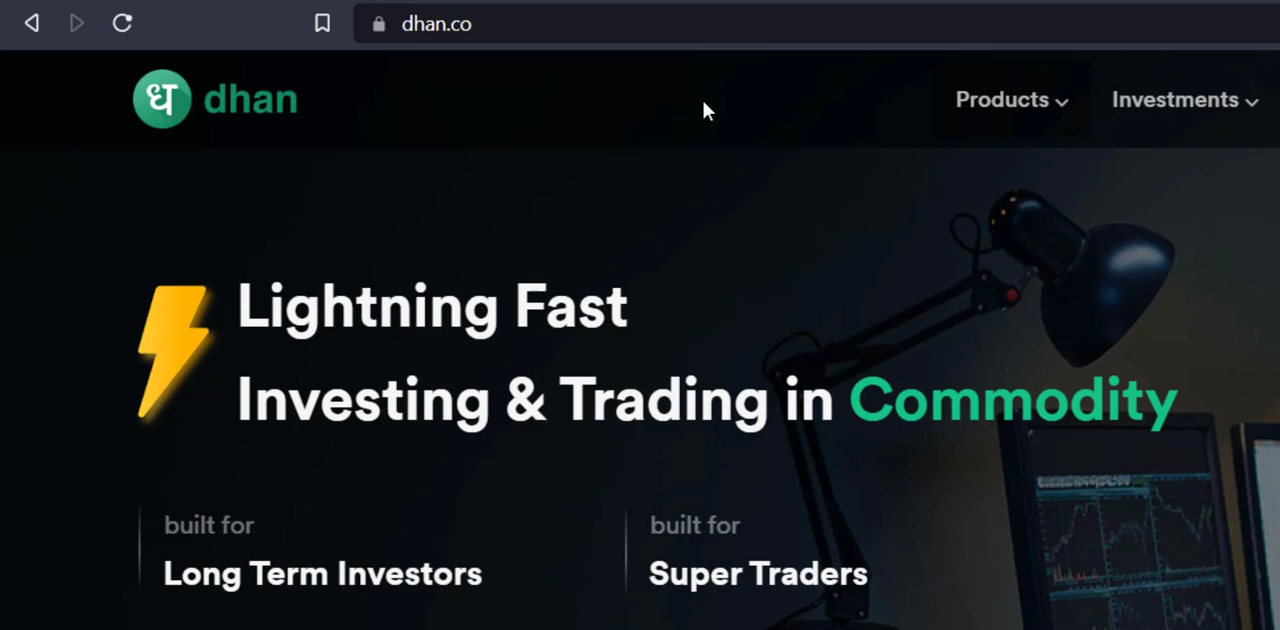 dhan.co
ध dhan
Products
Investments
Lightning Fast
Investing & Trading in Commodity
built for
Long Term Investors
built for
Super Traders